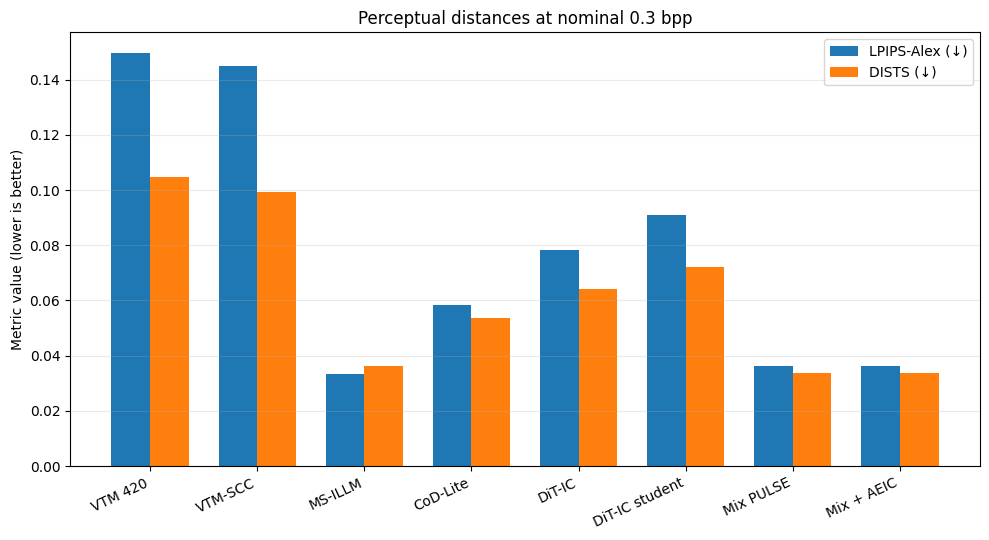 Perceptual distances at nominal 0.3 bpp
LPIPS-Alex (↓)
DISTS (↓)
Metric value (lower is better)
0.14
0.12
0.10
0.08
0.06
0.04
0.02
0.00
VTM 420
VTM-SCC
MS-ILLM
CoD-Lite
DiT-IC
DiT-IC student
Mix PULSE
Mix + AEIC